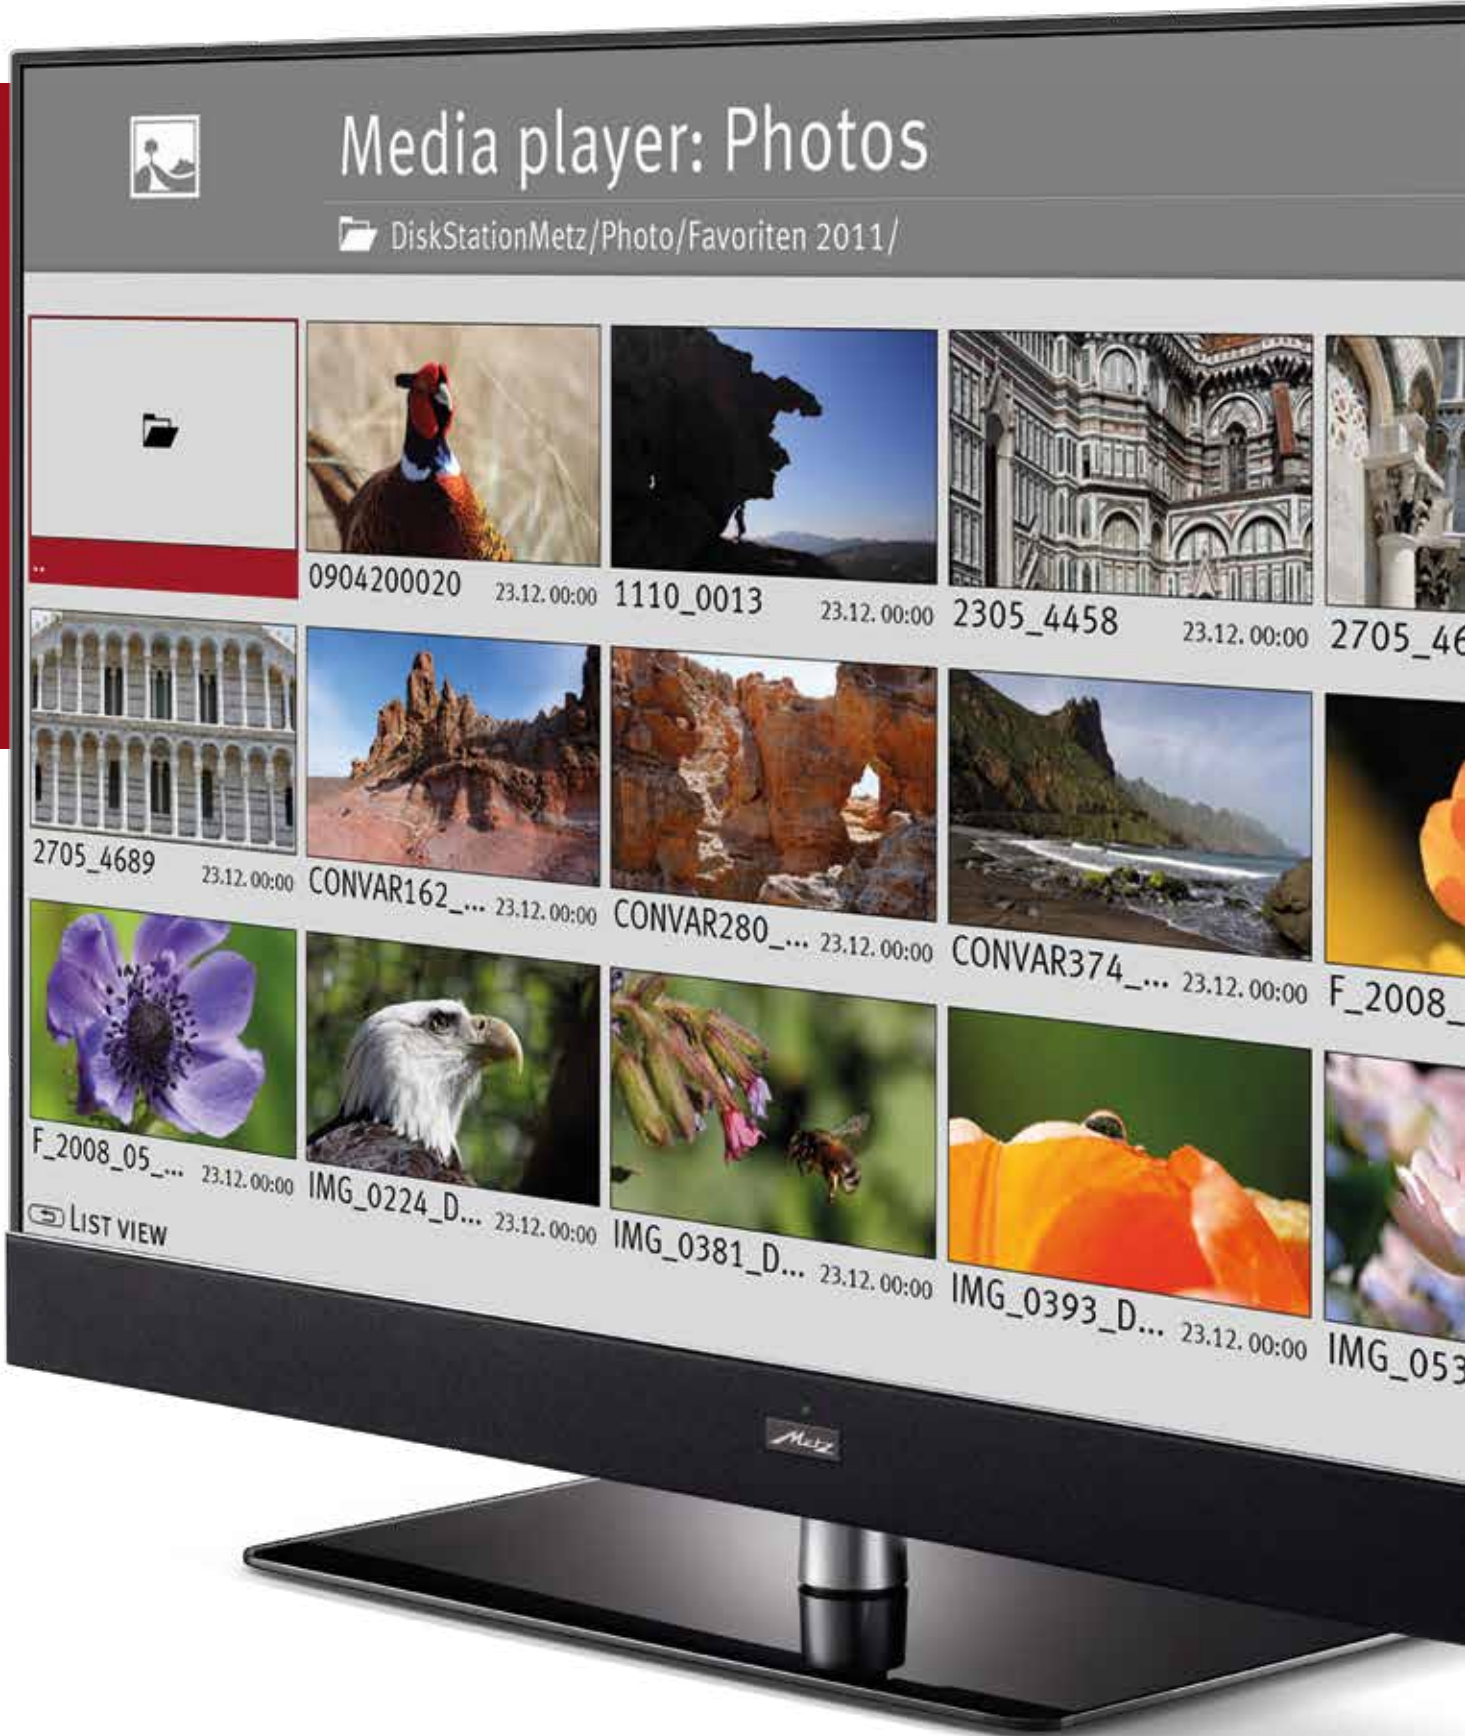 Media player: Photos
DiskStationMetz/Photo/Favoriten 2011/
..
0904200020 23.12. 00:00
1110_0013 23.12. 00:00
2305_4458 23.12. 00:00
2705_46
2705_4689 23.12. 00:00
CONVAR162_... 23.12. 00:00
CONVAR280_... 23.12. 00:00
CONVAR374_... 23.12. 00:00
F_2008_
F_2008_05_... 23.12. 00:00
IMG_0224_D... 23.12. 00:00
IMG_0381_D... 23.12. 00:00
IMG_0393_D... 23.12. 00:00
IMG_053
LIST VIEW
Metz